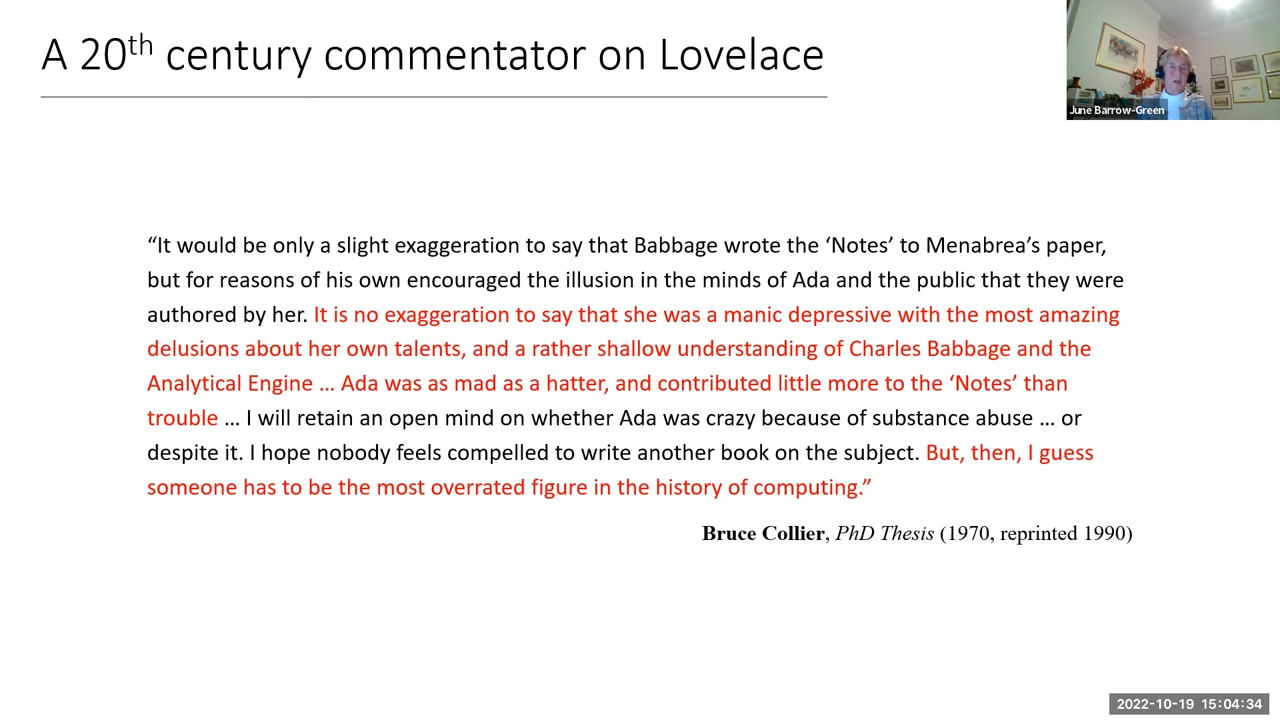 A 20th century commentator on Lovelace
June Barrow-Green
“It would be only a slight exaggeration to say that Babbage wrote the ‘Notes’ to Menabrea’s paper,
but for reasons of his own encouraged the illusion in the minds of Ada and the public that they were
authored by her. It is no exaggeration to say that she was a manic depressive with the most amazing
delusions about her own talents, and a rather shallow understanding of Charles Babbage and the
Analytical Engine … Ada was as mad as a hatter, and contributed little more to the ‘Notes’ than
trouble … I will retain an open mind on whether Ada was crazy because of substance abuse … or
despite it. I hope nobody feels compelled to write another book on the subject. But, then, I guess
someone has to be the most overrated figure in the history of computing.”
Bruce Collier, PhD Thesis (1970, reprinted 1990)
2022-10-19 15:04:34